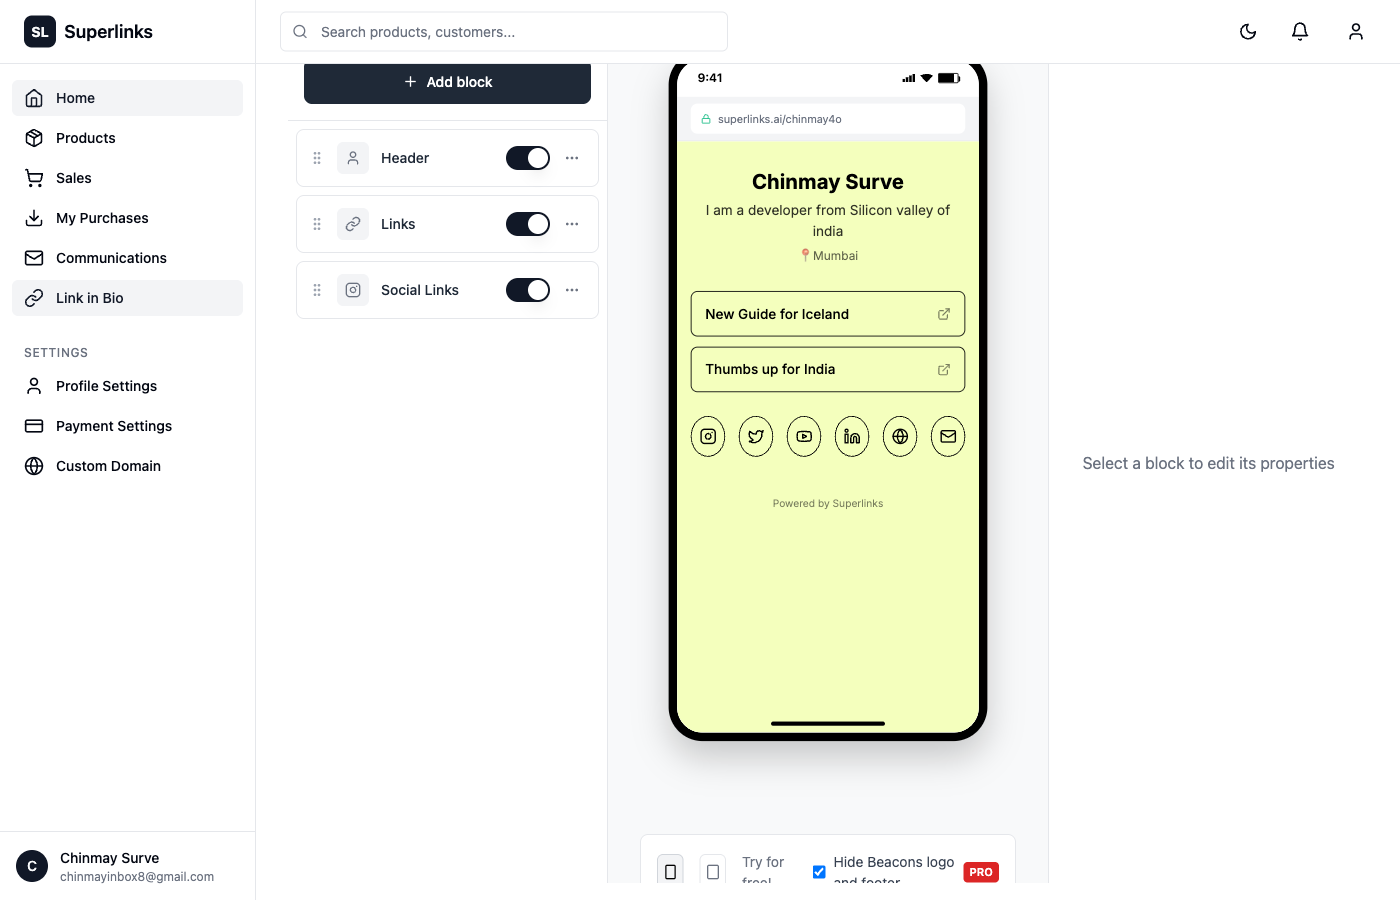 SL Superlinks
Search products, customers...
Home
Products
Sales
My Purchases
Communications
Link in Bio
SETTINGS
Profile Settings
Payment Settings
Custom Domain
C
Chinmay Surve
chinmayinbox8@gmail.com
Add block
Header
Links
Social Links
9:41
superlinks.ai/chinmay4o
Chinmay Surve
I am a developer from Silicon valley of
india
Mumbai
New Guide for Iceland
Thumbs up for India
Powered by Superlinks
Try for
free!
Hide Beacons logo
and footer
PRO
Select a block to edit its properties